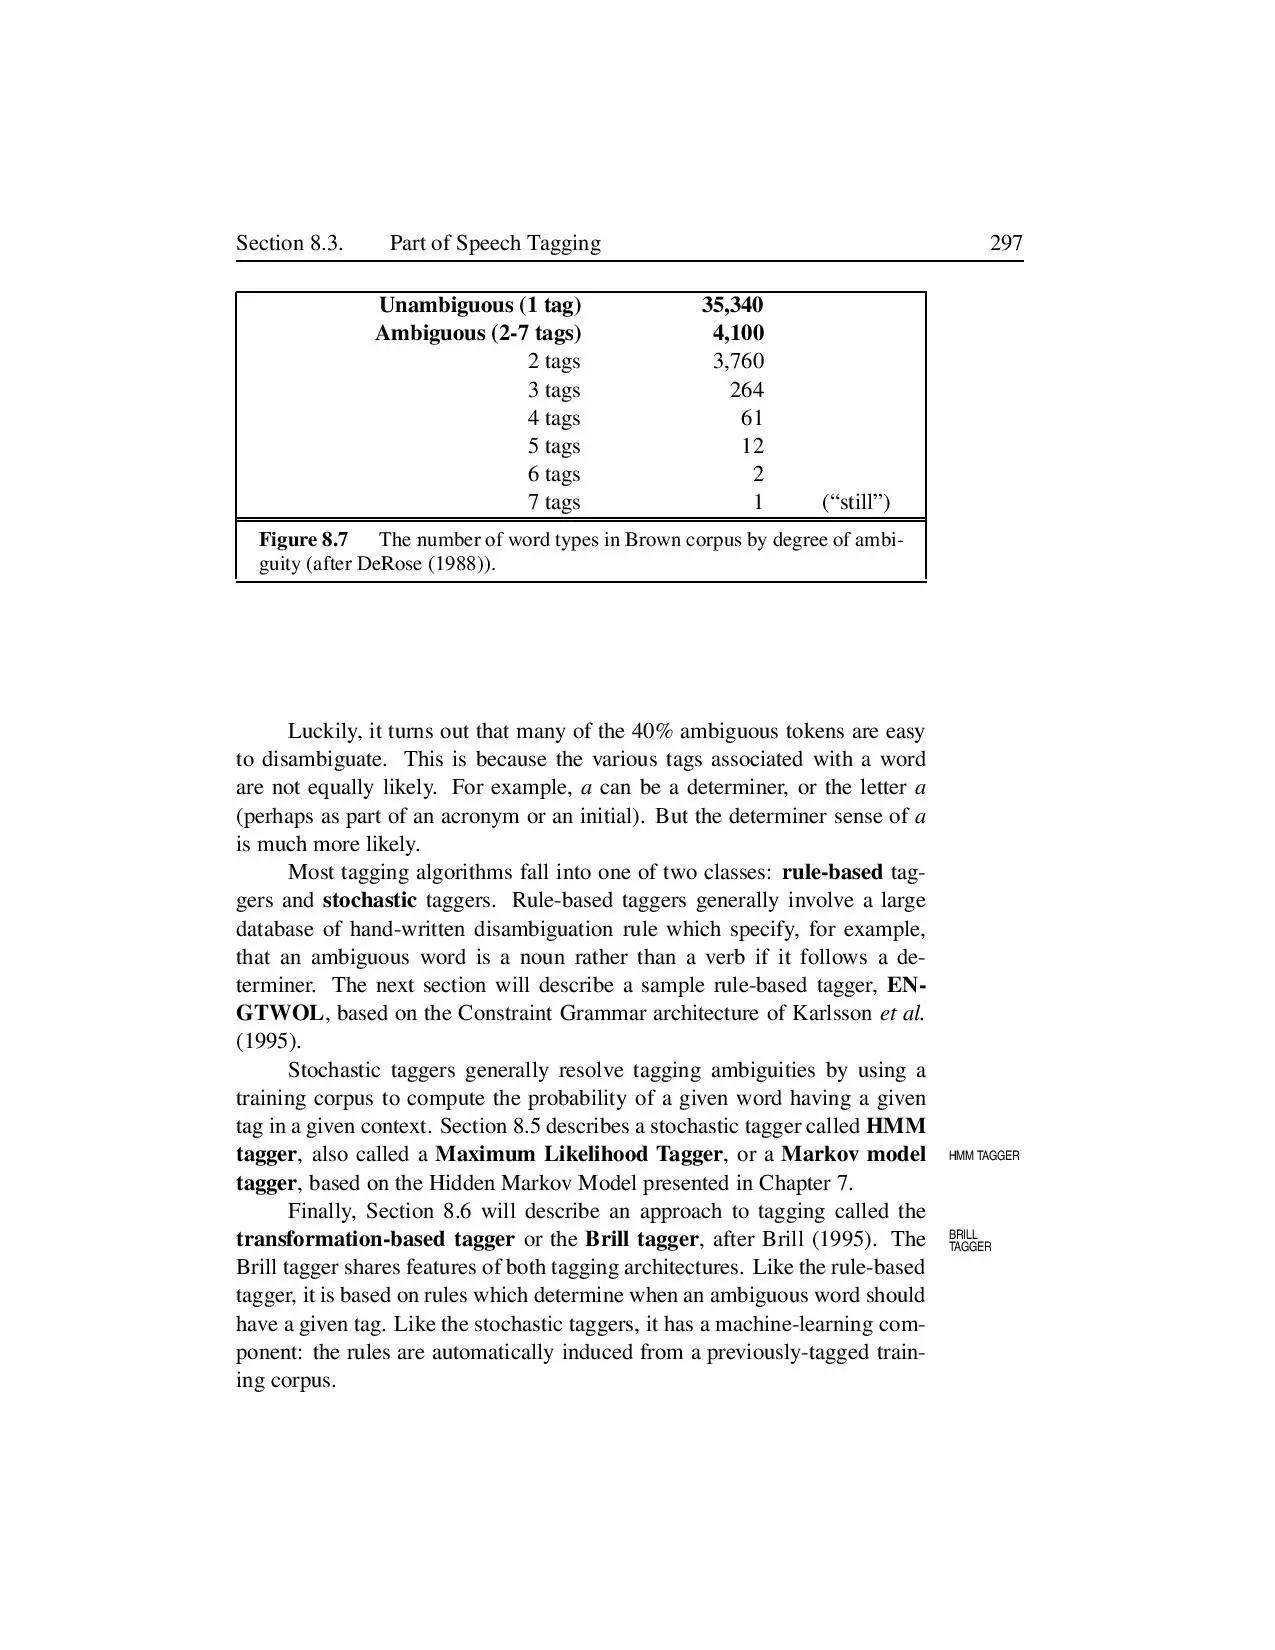 Section 8.3. Part of Speech Tagging 297
Unambiguous (1 tag) 35,340
Ambiguous (2-7 tags) 4,100
2 tags 3,760
3 tags 264
4 tags 61
5 tags 12
6 tags 2
7 tags 1 (“still”)
Figure 8.7 The number of word types in Brown corpus by degree of ambi-
guity (after DeRose (1988)).
Luckily, it turns out that many of the 40% ambiguous tokens are easy
to disambiguate. This is because the various tags associated with a word
are not equally likely. For example, a can be a determiner, or the letter a
(perhaps as part of an acronym or an initial). But the determiner sense of a
is much more likely.
Most tagging algorithms fall into one of two classes: rule-based tag-
gers and stochastic taggers. Rule-based taggers generally involve a large
database of hand-written disambiguation rule which specify, for example,
that an ambiguous word is a noun rather than a verb if it follows a de-
terminer. The next section will describe a sample rule-based tagger, EN-
GTWOL, based on the Constraint Grammar architecture of Karlsson et al.
(1995).
Stochastic taggers generally resolve tagging ambiguities by using a
training corpus to compute the probability of a given word having a given
tag in a given context. Section 8.5 describes a stochastic tagger called HMM
tagger, also called a Maximum Likelihood Tagger, or a Markov model
HMM TAGGER
tagger, based on the Hidden Markov Model presented in Chapter 7.
Finally, Section 8.6 will describe an approach to tagging called the
transformation-based tagger or the Brill tagger, after Brill (1995). The
BRILL
TAGGER
Brill tagger shares features of both tagging architectures. Like the rule-based
tagger, it is based on rules which determine when an ambiguous word should
have a given tag. Like the stochastic taggers, it has a machine-learning com-
ponent: the rules are automatically induced from a previously-tagged train-
ing corpus.